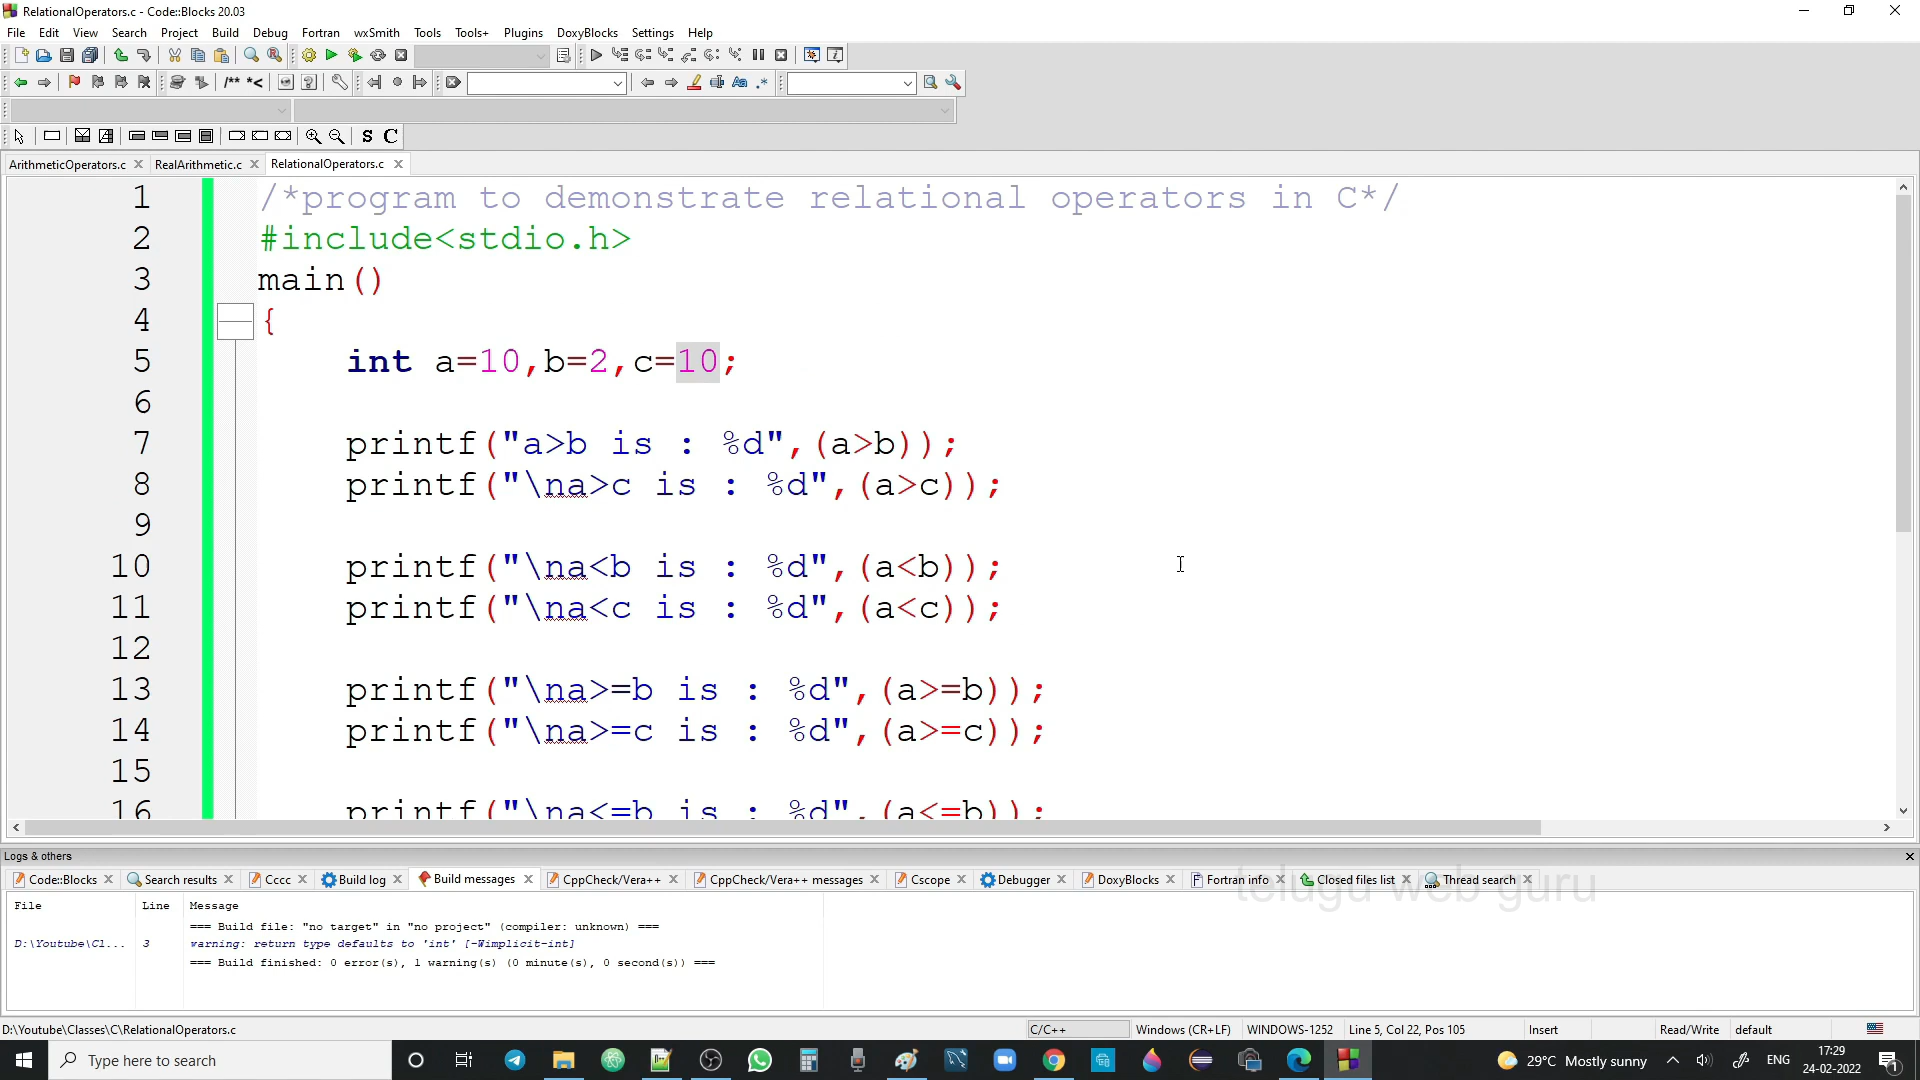 RelationalOperators.c - Code::Blocks 20.03
File Edit View Search Project Build Debug Fortran wxSmith Tools Tools+ Plugins DoxyBlocks Settings Help
/** *<
S C
ArithmeticOperators.c RealArithmetic.c RelationalOperators.c
1 /*program to demonstrate relational operators in C*/
2 #include<stdio.h>
3 main()
4 {
5 int a=10,b=2,c=10;
6
7 printf("a>b is : %d",(a>b));
8 printf("\na>c is : %d",(a>c));
9
10 printf("\na<b is : %d",(a<b));
11 printf("\na<c is : %d",(a<c));
12
13 printf("\na>=b is : %d",(a>=b));
14 printf("\na>=c is : %d",(a>=c));
15
16 printf("\na<=b is : %d",(a<=b));
Logs & others
Code::Blocks Search results Cccc Build log Build messages CppCheck/Vera++ CppCheck/Vera++ messages Cscope Debugger DoxyBlocks Fortran info Closed files list Thread search
telugu web guru
File Line Message
=== Build file: "no target" in "no project" (compiler: unknown) ===
D:\Youtube\Cl... 3 warning: return type defaults to 'int' [-Wimplicit-int]
=== Build finished: 0 error(s), 1 warning(s) (0 minute(s), 0 second(s)) ===
D:\Youtube\Classes\C\RelationalOperators.c C/C++ Windows (CR+LF) WINDOWS-1252 Line 5, Col 22, Pos 105 Insert Read/Write default
Type here to search 29°C Mostly sunny ENG 17:29
24-02-2022
1